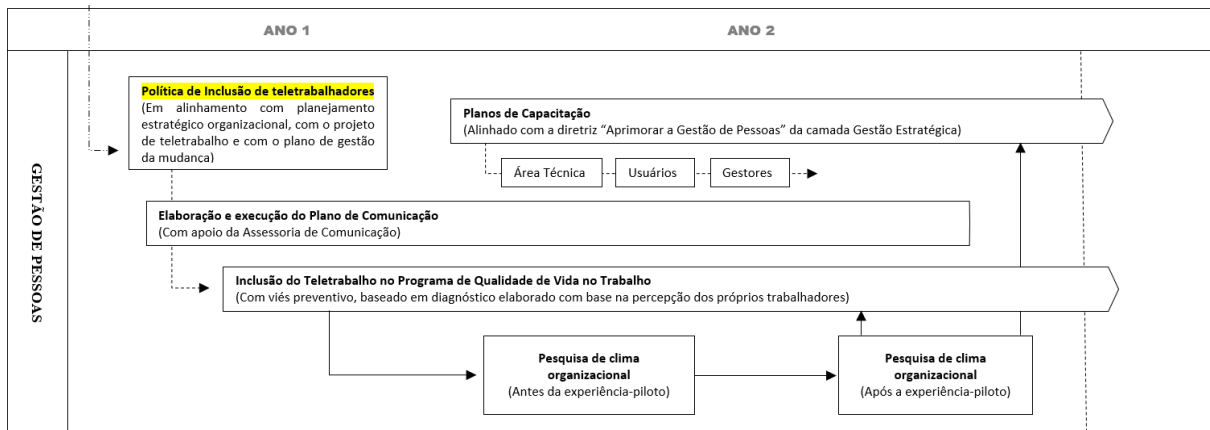 ANO 1
ANO 2
GESTÃO DE PESSOAS
Política de Inclusão de teletrabalhadores
(Em alinhamento com planejamento
estratégico organizacional, com o projeto
de teletrabalho e com o plano de gestão
da mudança)
Planos de Capacitação
(Alinhado com a diretriz “Aprimorar a Gestão de Pessoas” da camada Gestão Estratégica)
Área Técnica
Usuários
Gestores
Elaboração e execução do Plano de Comunicação
(Com apoio da Assessoria de Comunicação)
Inclusão do Teletrabalho no Programa de Qualidade de Vida no Trabalho
(Com viés preventivo, baseado em diagnóstico elaborado com base na percepção dos próprios trabalhadores)
Pesquisa de clima
organizacional
(Antes da experiência-piloto)
Pesquisa de clima
organizacional
(Após a experiência-piloto)